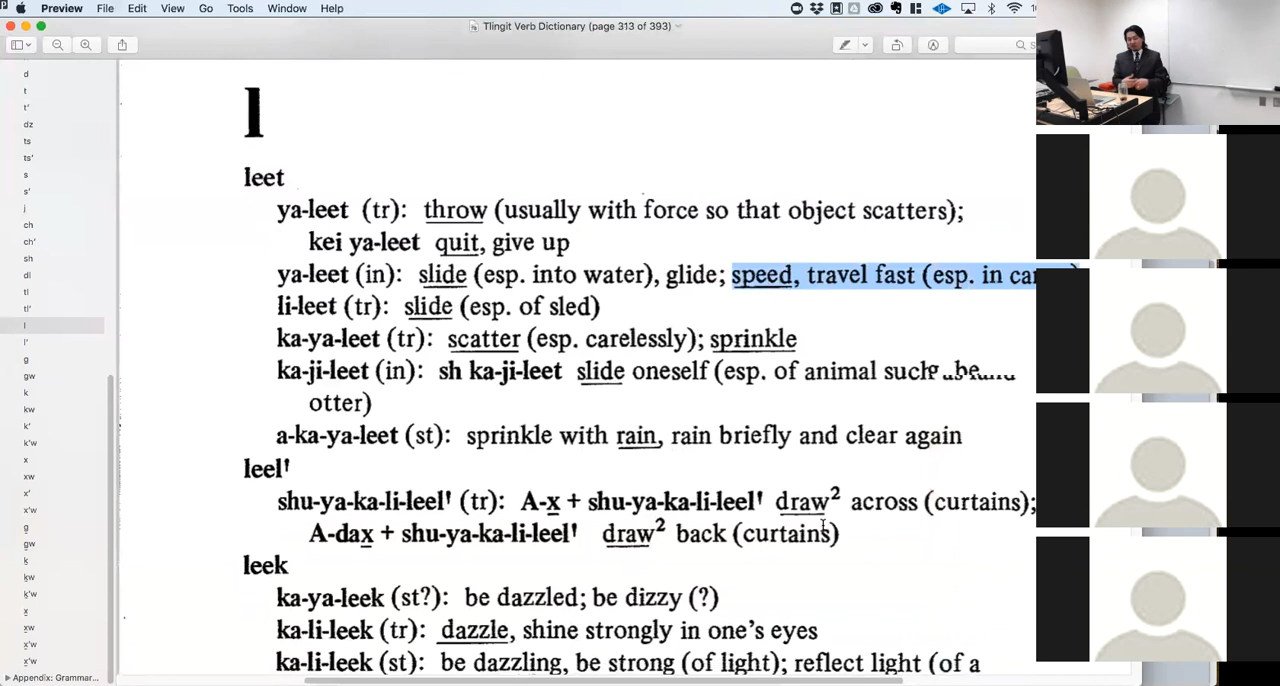 Preview File Edit View Go Tools Window Help
Tlingit Verb Dictionary (page 313 of 393)
d
t
t'
dz
ts
ts'
s
s'
j
ch
ch'
sh
dl
tl
tl'
l
l'
g
gw
k
kw
k'
k'w
x
xw
x'
x'w
g
gw
k
kw
k'
k'w
x
xw
x'
x'w
Appendix: Grammar...
l
leet
ya-leet (tr): throw (usually with force so that object scatters);
kei ya-leet quit, give up
ya-leet (in): slide (esp. into water), glide; speed, travel fast (esp. in
li-leet (tr): slide (esp. of sled)
ka-ya-leet (tr): scatter (esp. carelessly); sprinkle
ka-ji-leet (in): sh ka-ji-leet slide oneself (esp. of animal such
otter)
a-ka-ya-leet (st): sprinkle with rain, rain briefly and clear again
leel'
shu-ya-ka-li-leel' (tr): A-x̲ + shu-ya-ka-li-leel' draw² across (curtains);
A-dax̲ + shu-ya-ka-li-leel' draw² back (curtains)
leek
ka-ya-leek (st?): be dazzled; be dizzy (?)
ka-li-leek (tr): dazzle, shine strongly in one's eyes
ka-li-leek (st): be dazzling, be strong (of light); reflect light (of a